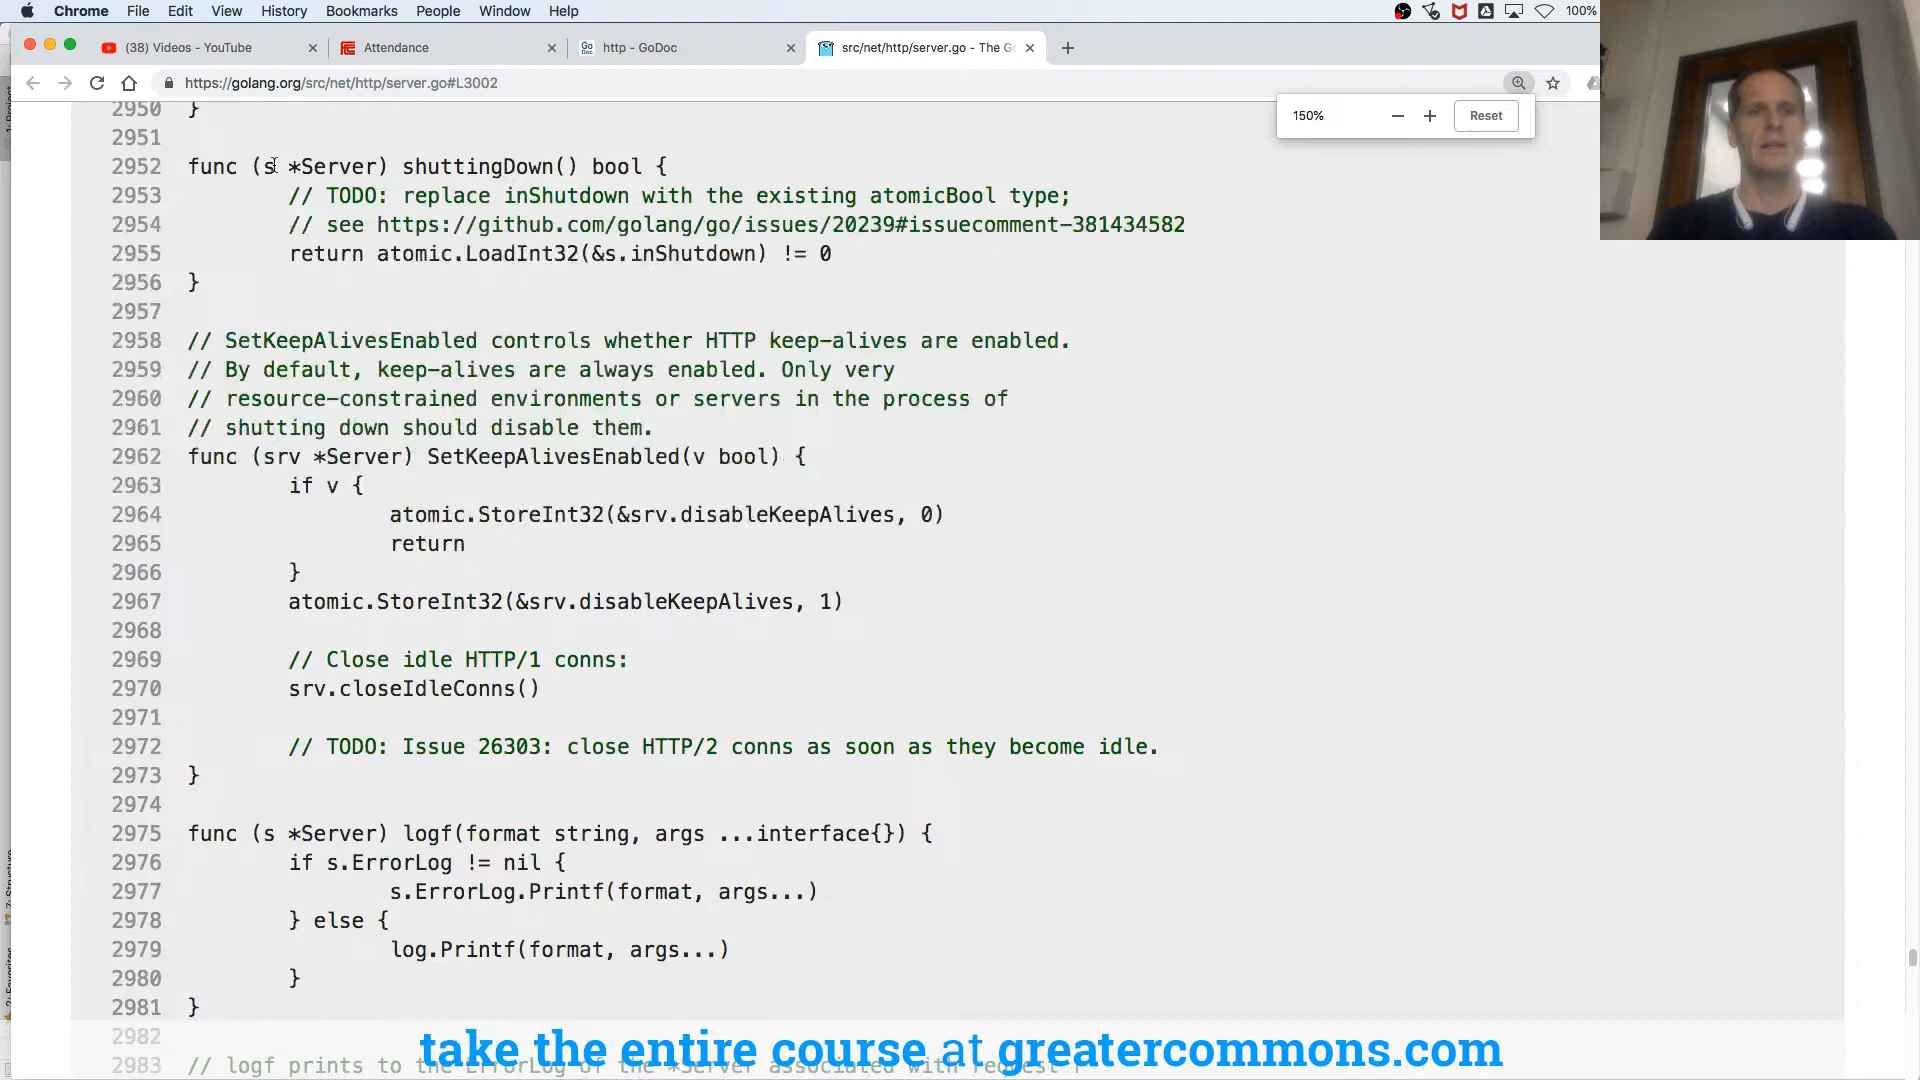 Chrome File Edit View History Bookmarks People Window Help 100%
(38) Videos - YouTube Attendance http - GoDoc src/net/http/server.go - The Go
https://golang.org/src/net/http/server.go#L3002
150% − + Reset
2950 }
2951
2952 func (s *Server) shuttingDown() bool {
2953 // TODO: replace inShutdown with the existing atomicBool type;
2954 // see https://github.com/golang/go/issues/20239#issuecomment-381434582
2955 return atomic.LoadInt32(&s.inShutdown) != 0
2956 }
2957
2958 // SetKeepAlivesEnabled controls whether HTTP keep-alives are enabled.
2959 // By default, keep-alives are always enabled. Only very
2960 // resource-constrained environments or servers in the process of
2961 // shutting down should disable them.
2962 func (srv *Server) SetKeepAlivesEnabled(v bool) {
2963 if v {
2964 atomic.StoreInt32(&srv.disableKeepAlives, 0)
2965 return
2966 }
2967 atomic.StoreInt32(&srv.disableKeepAlives, 1)
2968
2969 // Close idle HTTP/1 conns:
2970 srv.closeIdleConns()
2971
2972 // TODO: Issue 26303: close HTTP/2 conns as soon as they become idle.
2973 }
2974
2975 func (s *Server) logf(format string, args ...interface{}) {
2976 if s.ErrorLog != nil {
2977 s.ErrorLog.Printf(format, args...)
2978 } else {
2979 log.Printf(format, args...)
2980 }
2981 }
2982
take the entire course at greatercommons.com
2983 // logf prints to the ErrorLog of the *Server associated with request r